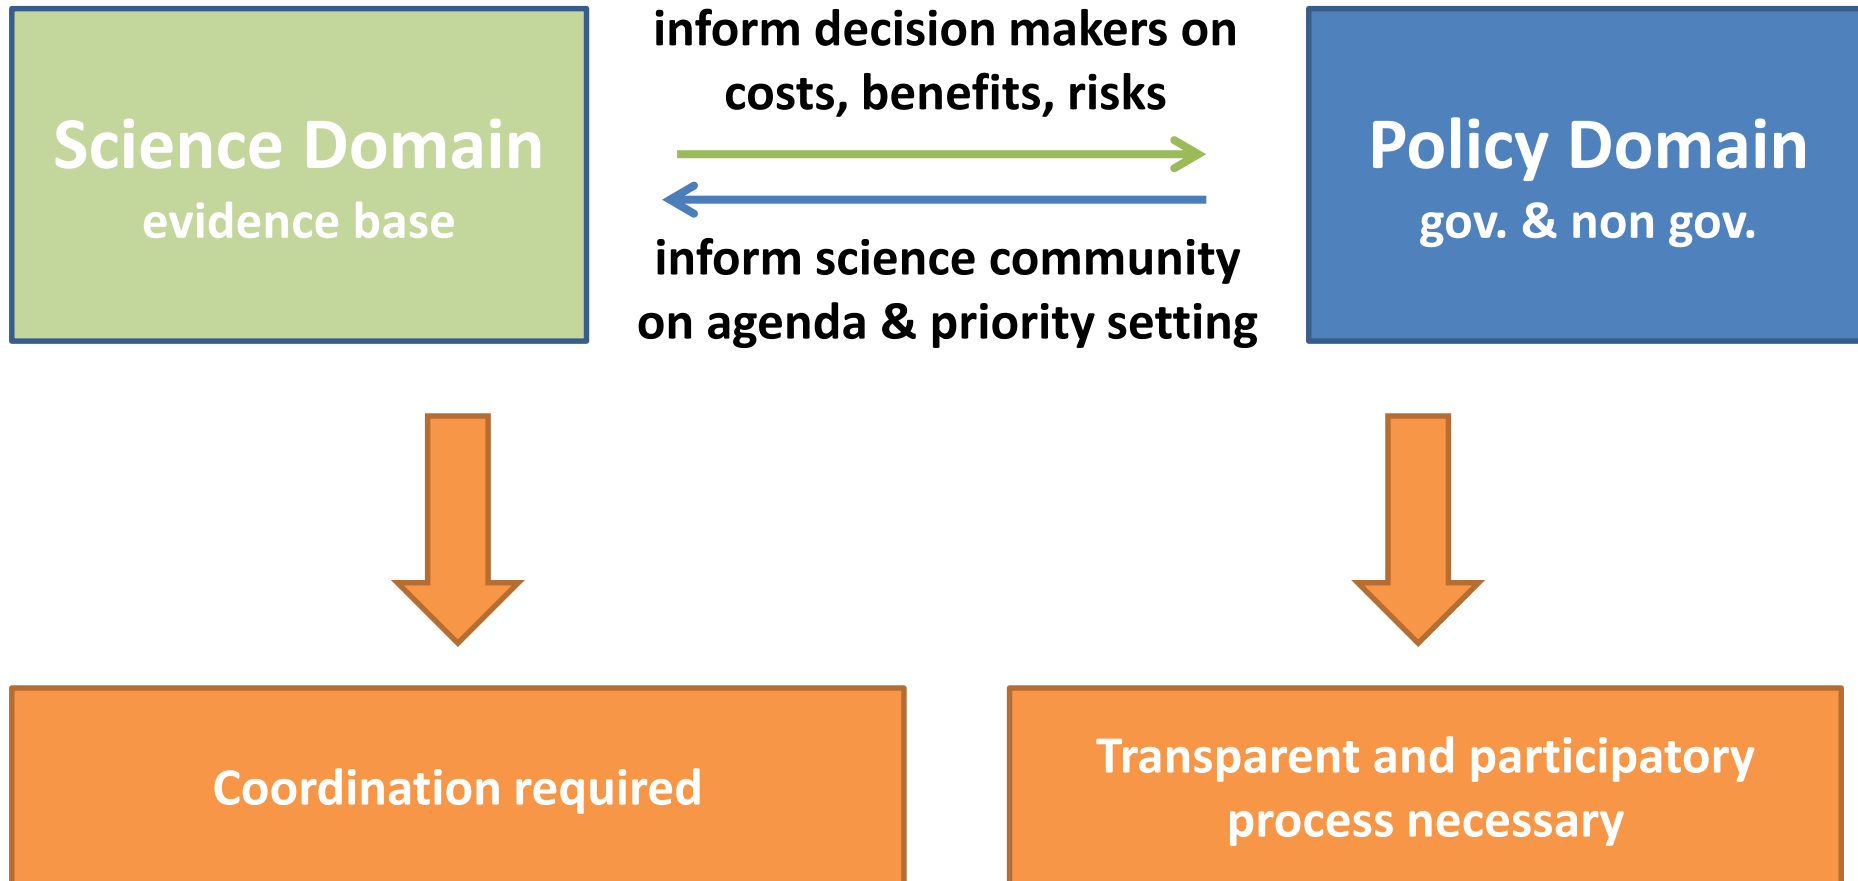 Science Domain
evidence base
inform decision makers on
costs, benefits, risks
inform science community
on agenda & priority setting
Policy Domain
gov. & non gov.
Coordination required
Transparent and participatory
process necessary